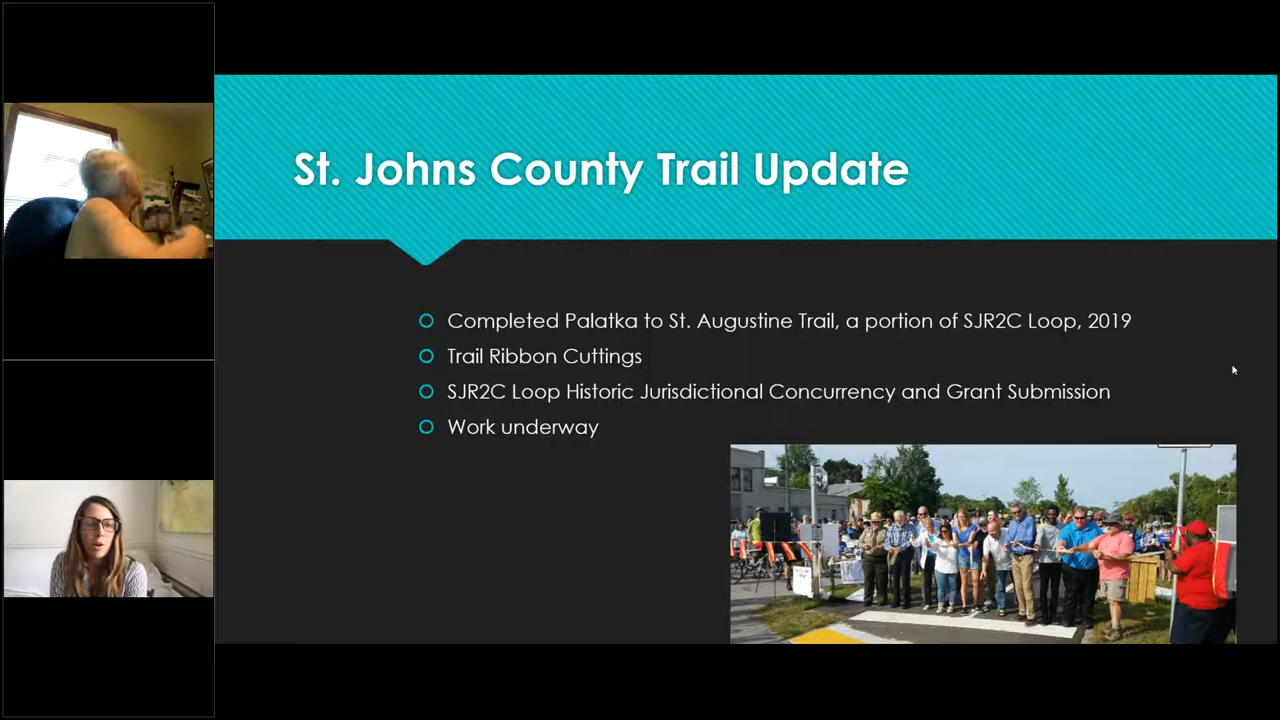 St. Johns County Trail Update
Completed Palatka to St. Augustine Trail, a portion of SJR2C Loop, 2019
Trail Ribbon Cuttings
SJR2C Loop Historic Jurisdictional Concurrency and Grant Submission
Work underway